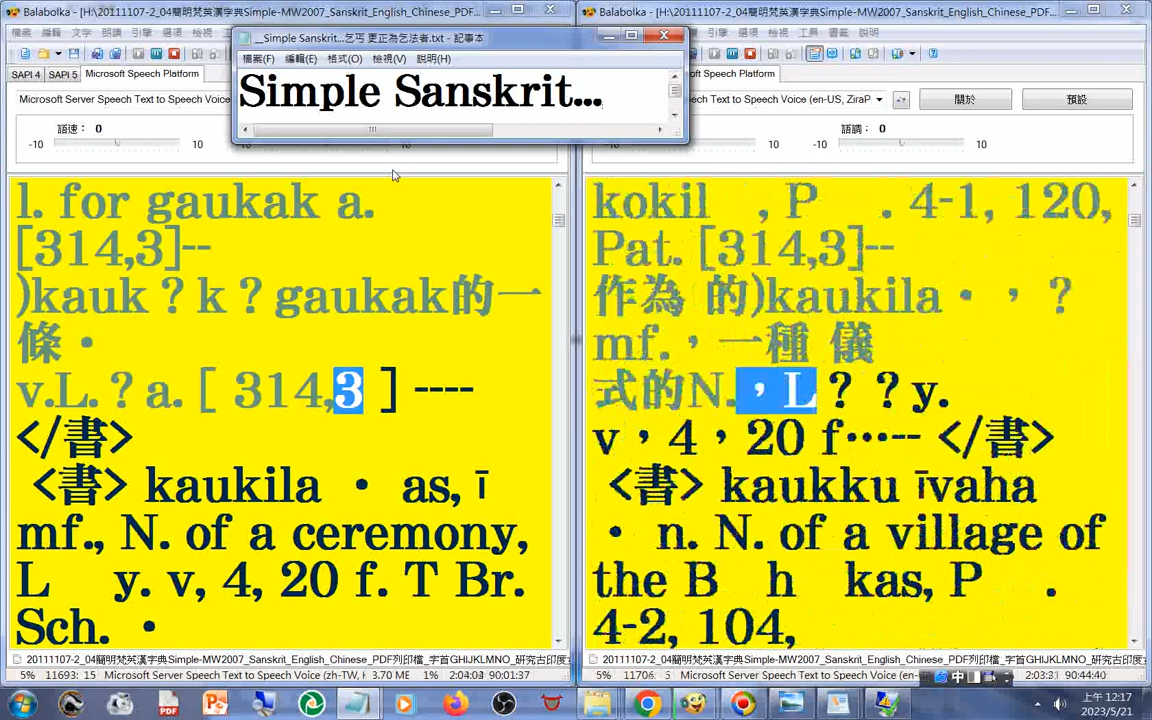 Balabolka - [H:\20111107-2_04簡明梵英漢字典Simple-MW2007_Sanskrit_English_Chinese_PDF...
Balabolka - [H:\20111107-2_04簡明梵英漢字典Simple-MW2007_Sanskrit_English_Chinese_PDF...
__Simple Sanskrit...乞丐 更正為乞法者.txt - 記事本
檔案(F) 編輯(E) 格式(O) 檢視(V) 說明(H)
Simple Sanskrit...
SAPI 4 SAPI 5 Microsoft Speech Platform
Speech Platform
Microsoft Server Speech Text to Speech Voice
Text to Speech Voice (en-US, ZiraP
關於 預設
語速： 0
-10 10 10
語調： 0
-10 10
l. for gaukak a.
[314,3]--
)kauk？k？gaukak的一
條・
v.L.？a.［ 314,3 ］----
</書>
<書> kaukila ・ as, ī
mf., N. of a ceremony,
L y. v, 4, 20 f. T Br.
Sch. ・
kokil , P . 4-1, 120,
Pat. [314,3]--
作為 的)kaukila・，？
mf.，一種 儀
式的N.，L？？y.
v，4，20 f…-- </書>
<書> kaukku īvaha
・ n. N. of a village of
the B h kas, P .
4-2, 104,
20111107-2_04簡明梵英漢字典Simple-MW2007_Sanskrit_English_Chinese_PDF列印檔_字首GHIJKLMNO_研究古印度
20111107-2_04簡明梵英漢字典Simple-MW2007_Sanskrit_English_Chinese_PDF列印檔_字首GHIJKLMNO_研究古印度
5% 11693: 15 Microsoft Server Speech Text to Speech Voice (zh-TW, H 3.70 ME 1% 2:04:03 90:01:37
5% 11706: Microsoft Server Speech Text to Speech Voice 2:03:3 90:44:40
中
上午 12:17
2023/5/21